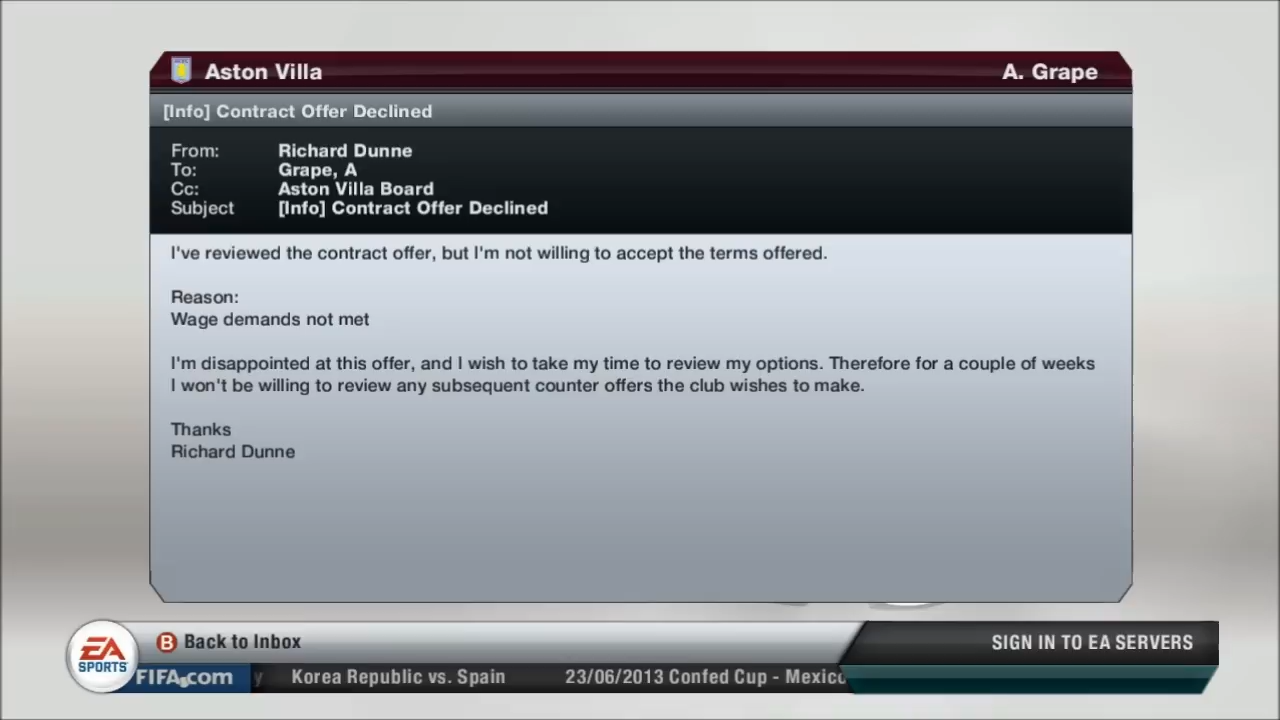 Aston Villa
A. Grape
[Info] Contract Offer Declined
From: Richard Dunne
To: Grape, A
Cc: Aston Villa Board
Subject [Info] Contract Offer Declined
I've reviewed the contract offer, but I'm not willing to accept the terms offered.
Reason:
Wage demands not met
I'm disappointed at this offer, and I wish to take my time to review my options. Therefore for a couple of weeks
I won't be willing to review any subsequent counter offers the club wishes to make.
Thanks
Richard Dunne
B Back to Inbox
SIGN IN TO EA SERVERS
EA SPORTS
FIFA.com
y Korea Republic vs. Spain 23/06/2013 Confed Cup - Mexico